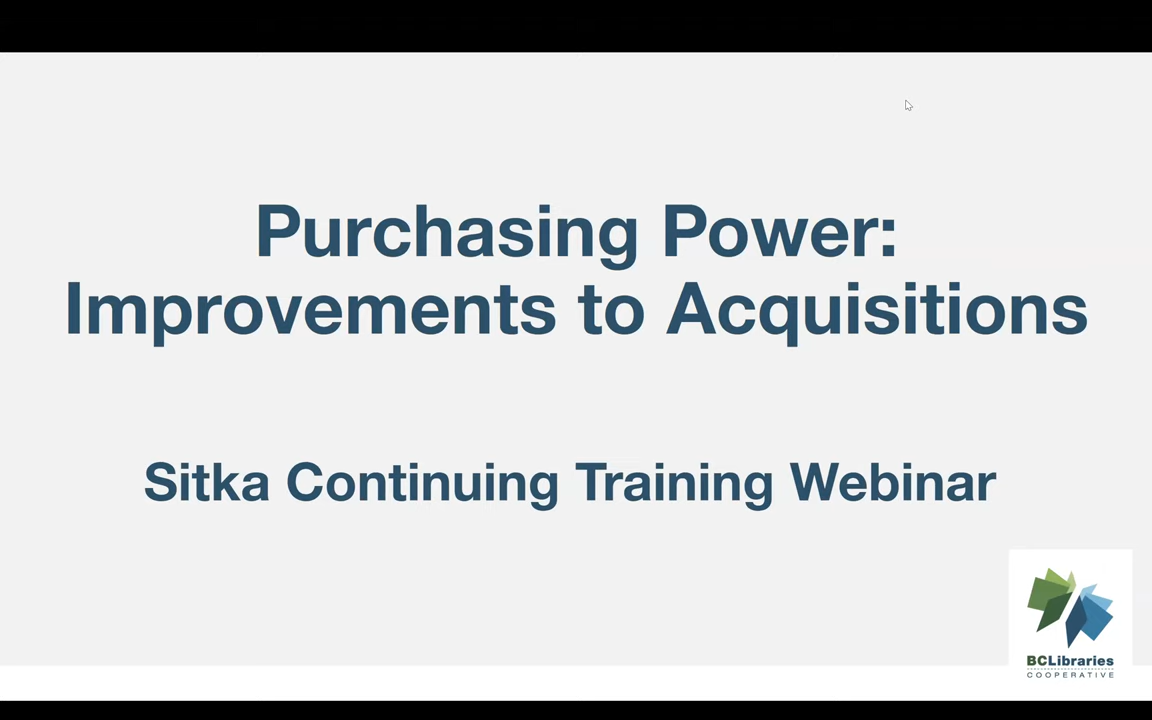 Purchasing Power:
Improvements to Acquisitions
Sitka Continuing Training Webinar
BCLibraries
COOPERATIVE